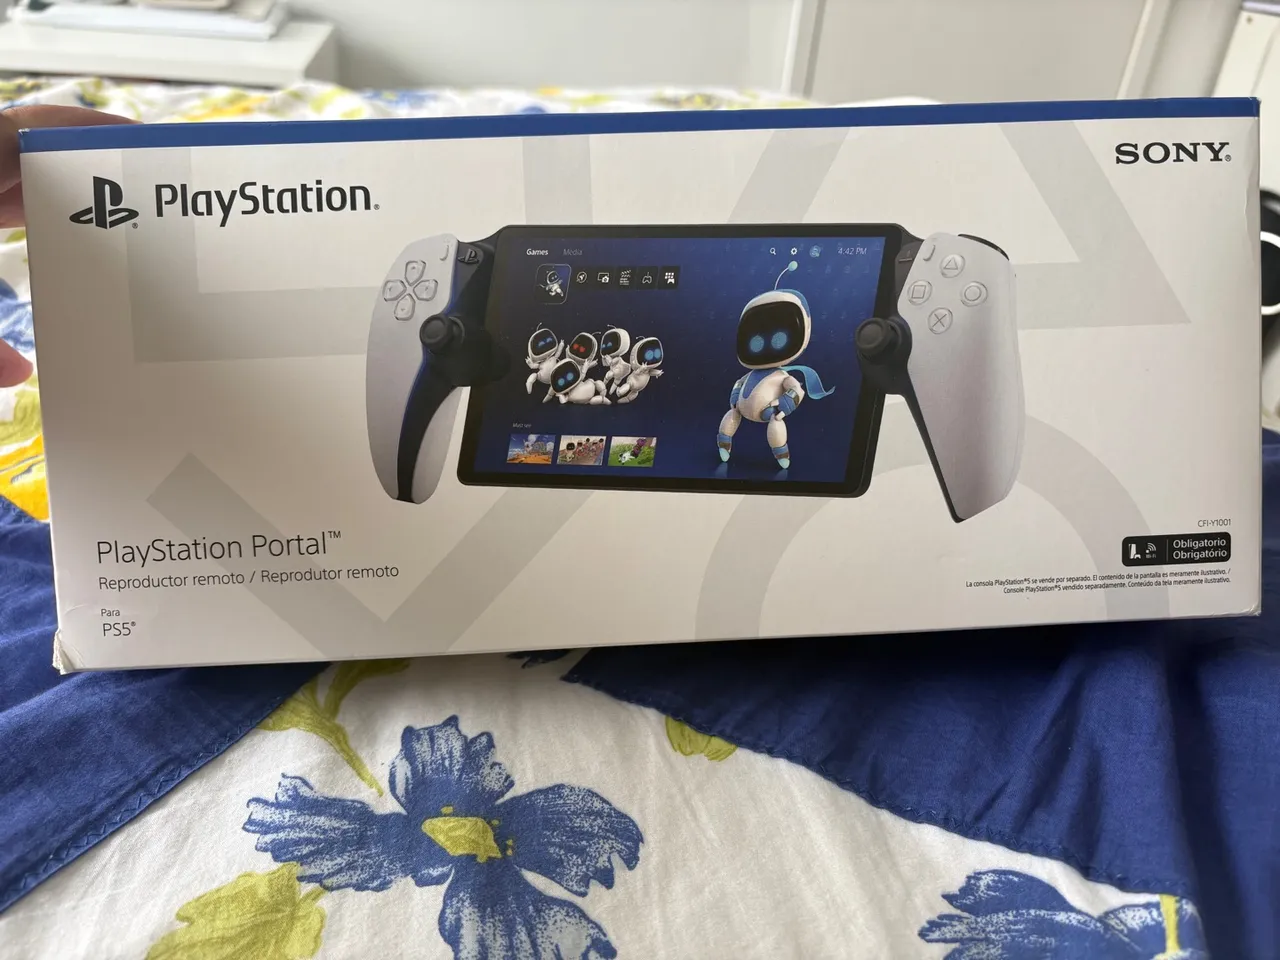 PlayStation®
SONY®
Games Media
4:42 PM
PlayStation Portal™
Reproductor remoto / Reprodutor remoto
Para
PS5®
CFI-Y1001
Wi-Fi
Obligatorio
Obrigatório
La consola PlayStation®5 se vende por separado. El contenido de la pantalla es meramente ilustrativo. /
Console PlayStation®5 vendido separadamente. Conteúdo da tela meramente ilustrativo.